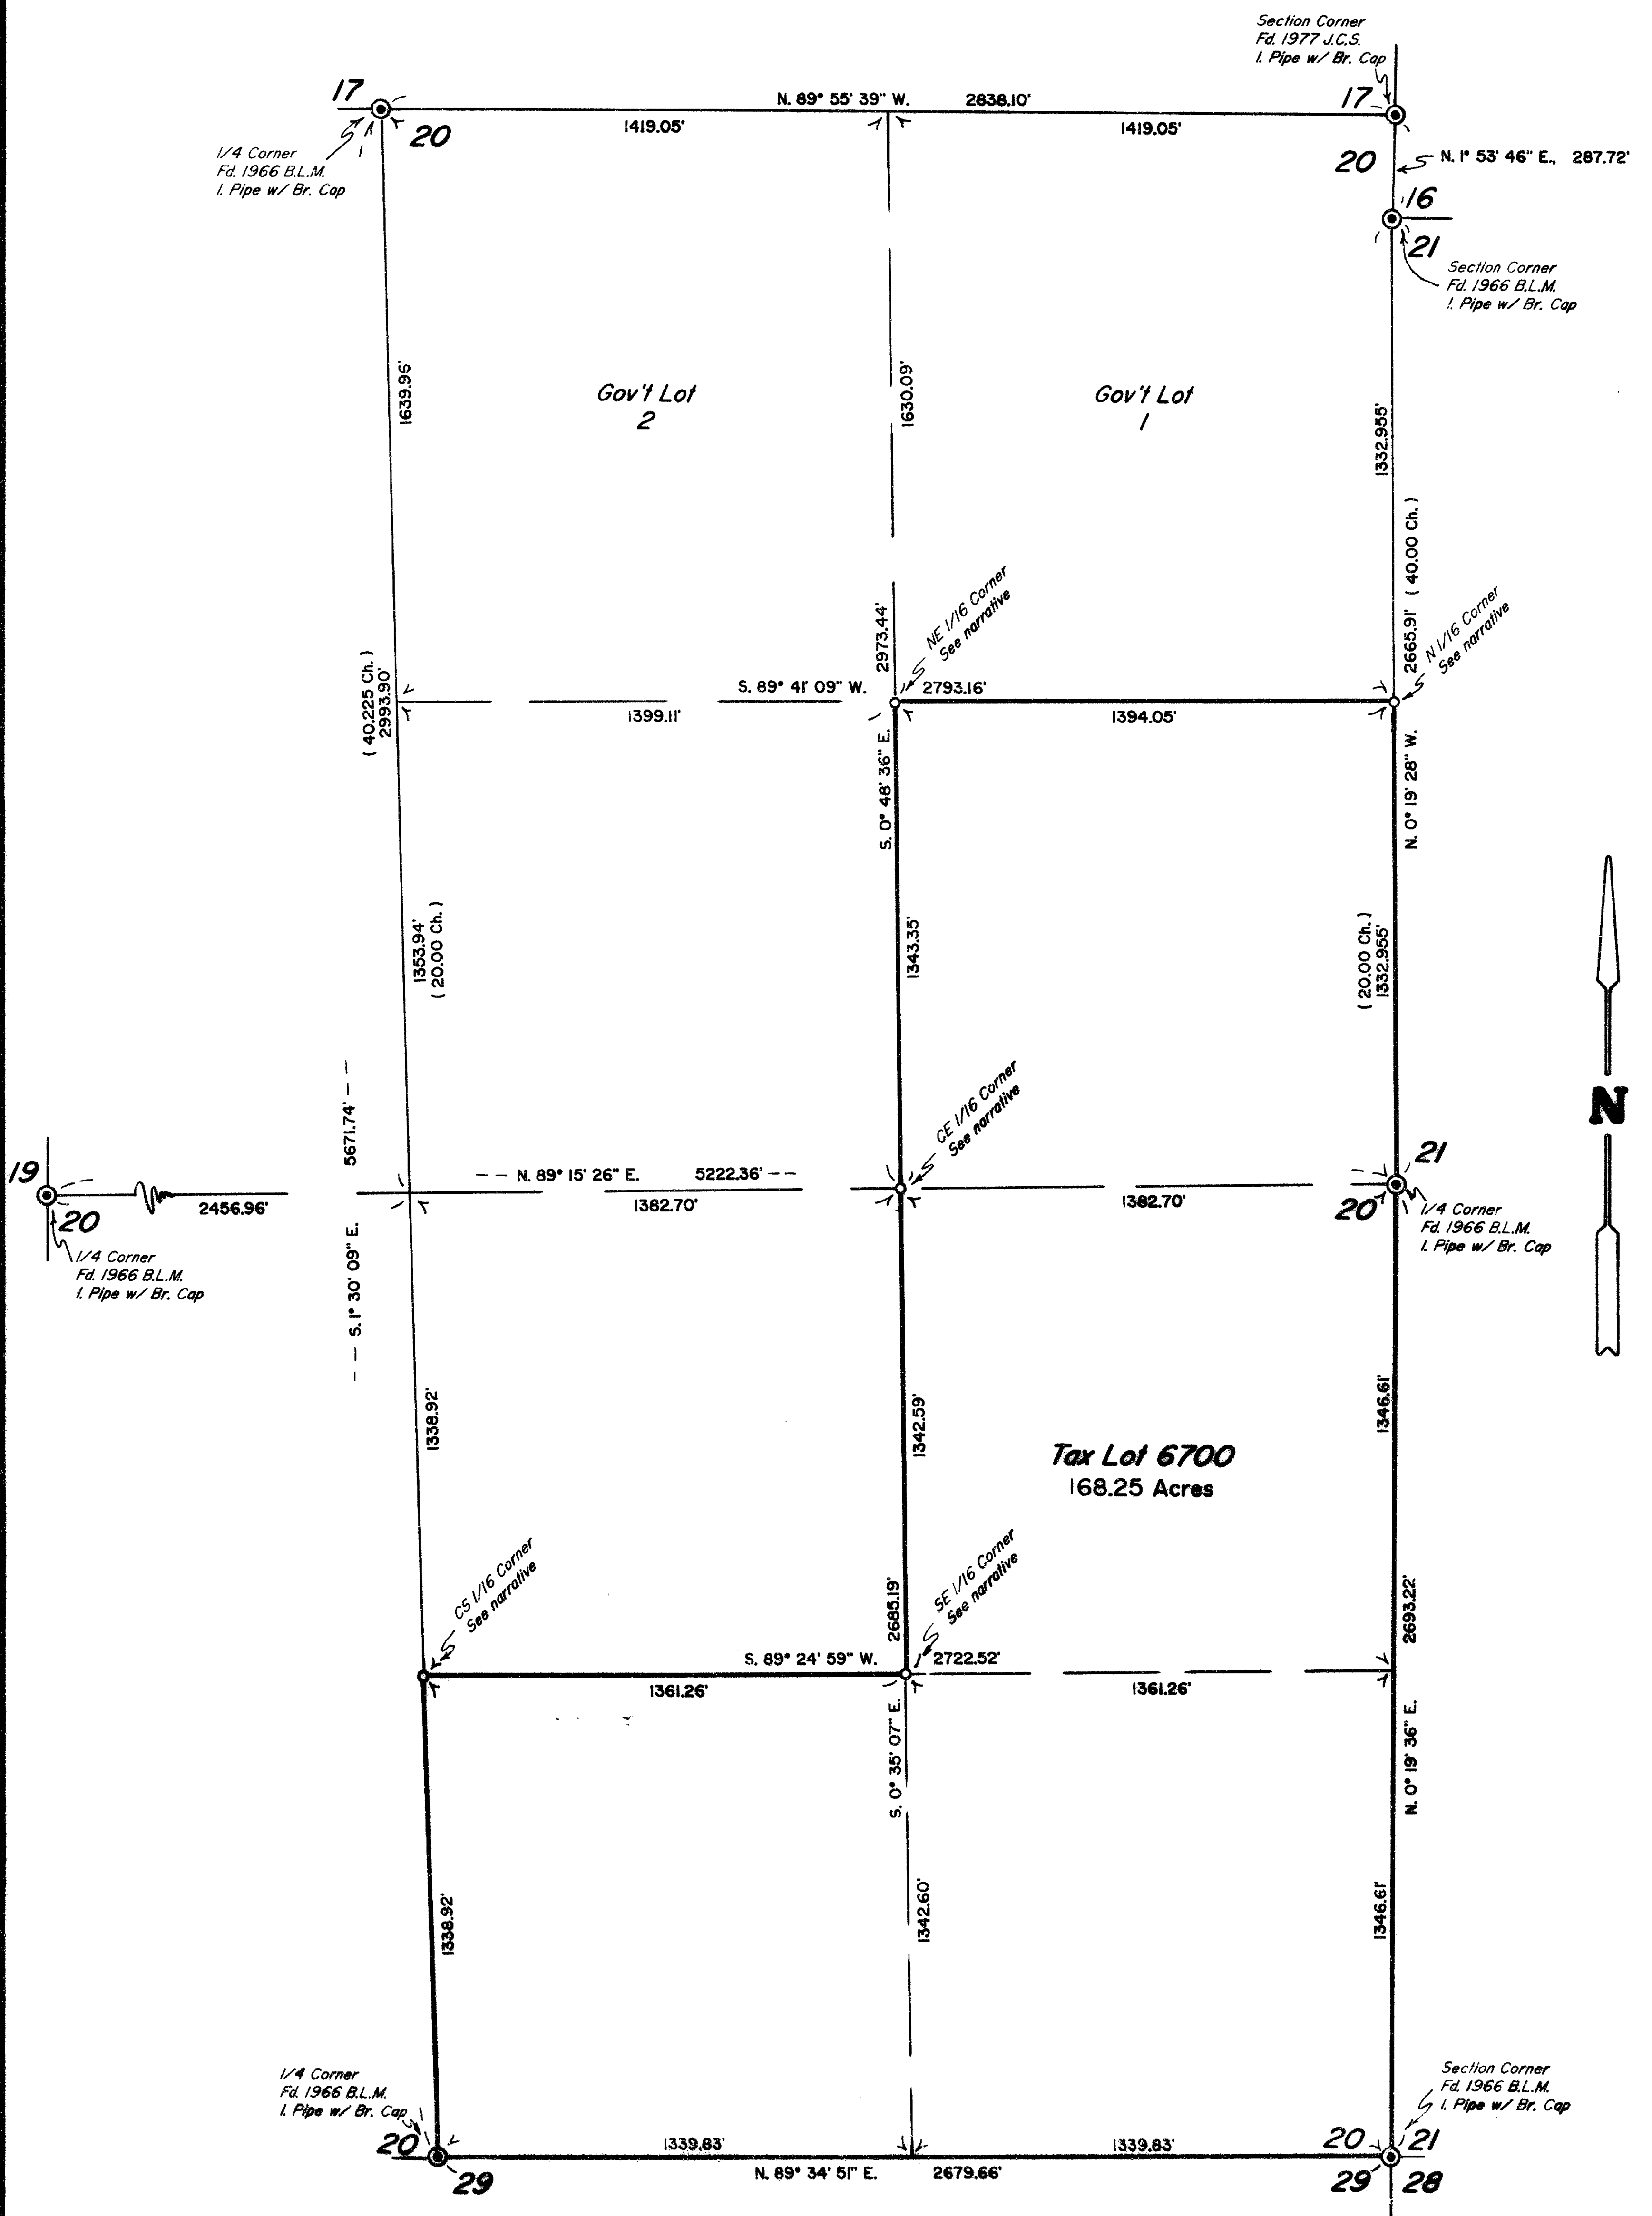 Section Corner
Fd. 1977 J.C.S.
I. Pipe w/ Br. Cap
17
N. 89° 55' 39" W. 2838.10'
17
1419.05'
1419.05'
20
1/4 Corner
Fd. 1966 B.L.M.
I. Pipe w/ Br. Cap
20
N. 1° 53' 46" E., 287.72'
16
21
Section Corner
Fd. 1966 B.L.M.
I. Pipe w/ Br. Cap
1639.96'
1630.09'
1332.955'
Gov't Lot
2
Gov't Lot
1
2665.91' ( 40.00 Ch. )
NE 1/16 Corner
See narrative
N 1/16 Corner
See narrative
2973.44'
( 40.225 Ch. )
2993.90'
S. 89° 41' 09" W.
2793.16'
1399.11'
1394.05'
S. 0° 48' 36" E.
N. 0° 19' 28" W.
1353.94'
( 20.00 Ch. )
1343.35'
( 20.00 Ch. )
1332.955'
N
5671.74'
CE 1/16 Corner
See narrative
19
N. 89° 15' 26" E. 5222.36'
21
2456.96'
1382.70'
1382.70'
20
20
1/4 Corner
Fd. 1966 B.L.M.
I. Pipe w/ Br. Cap
1/4 Corner
Fd. 1966 B.L.M.
I. Pipe w/ Br. Cap
S. 1° 30' 09" E.
1338.92'
1342.59'
1346.61'
Tax Lot 6700
168.25 Acres
CS 1/16 Corner
See narrative
SE 1/16 Corner
See narrative
2685.19'
2693.22'
S. 89° 24' 59" W.
2722.52'
1361.26'
1361.26'
S. 0° 35' 07" E.
N. 0° 19' 36" E.
1338.92'
1342.60'
1346.61'
1/4 Corner
Fd. 1966 B.L.M.
I. Pipe w/ Br. Cap
Section Corner
Fd. 1966 B.L.M.
I. Pipe w/ Br. Cap
20
1339.83'
1339.83'
20
21
29
N. 89° 34' 51" E. 2679.66'
29
28